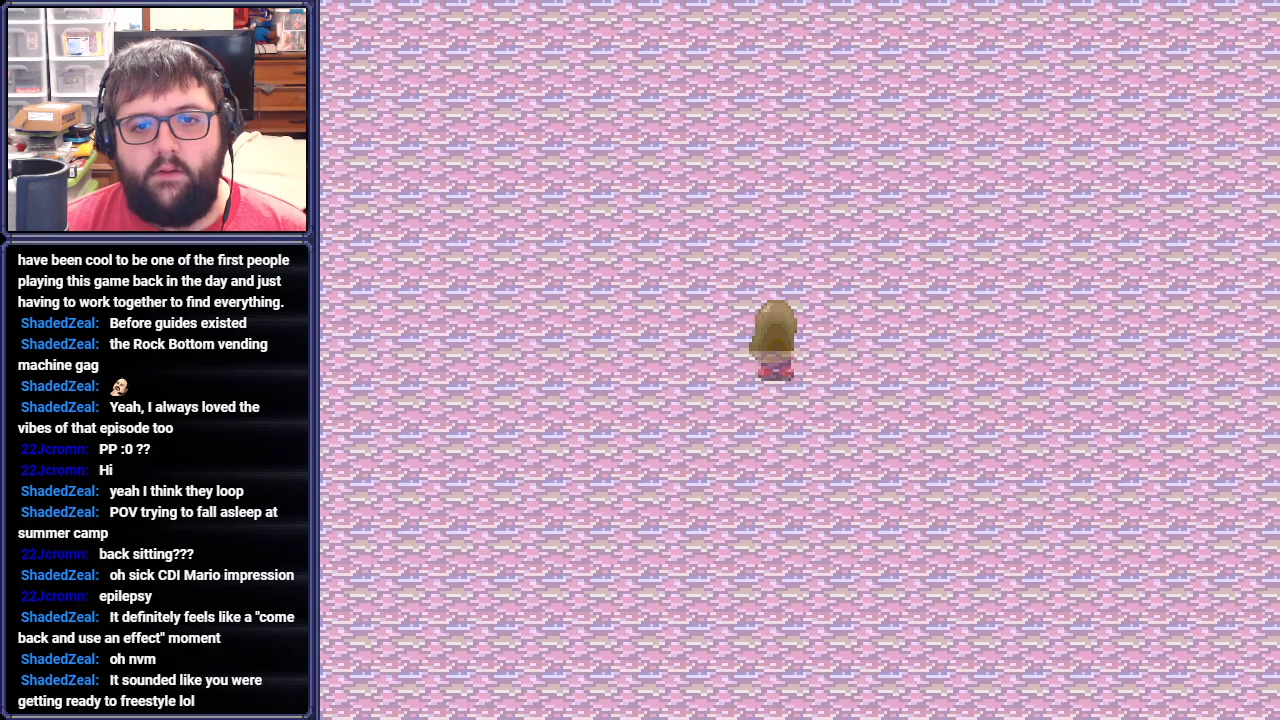 have been cool to be one of the first people
playing this game back in the day and just
having to work together to find everything.
ShadedZeal: Before guides existed
ShadedZeal: the Rock Bottom vending
machine gag
ShadedZeal:
ShadedZeal: Yeah, I always loved the
vibes of that episode too
22Jcromn: PP :0 ??
22Jcromn: Hi
ShadedZeal: yeah I think they loop
ShadedZeal: POV trying to fall asleep at
summer camp
22Jcromn: back sitting???
ShadedZeal: oh sick CDI Mario impression
22Jcromn: epilepsy
ShadedZeal: It definitely feels like a "come
back and use an effect" moment
ShadedZeal: oh nvm
ShadedZeal: It sounded like you were
getting ready to freestyle lol